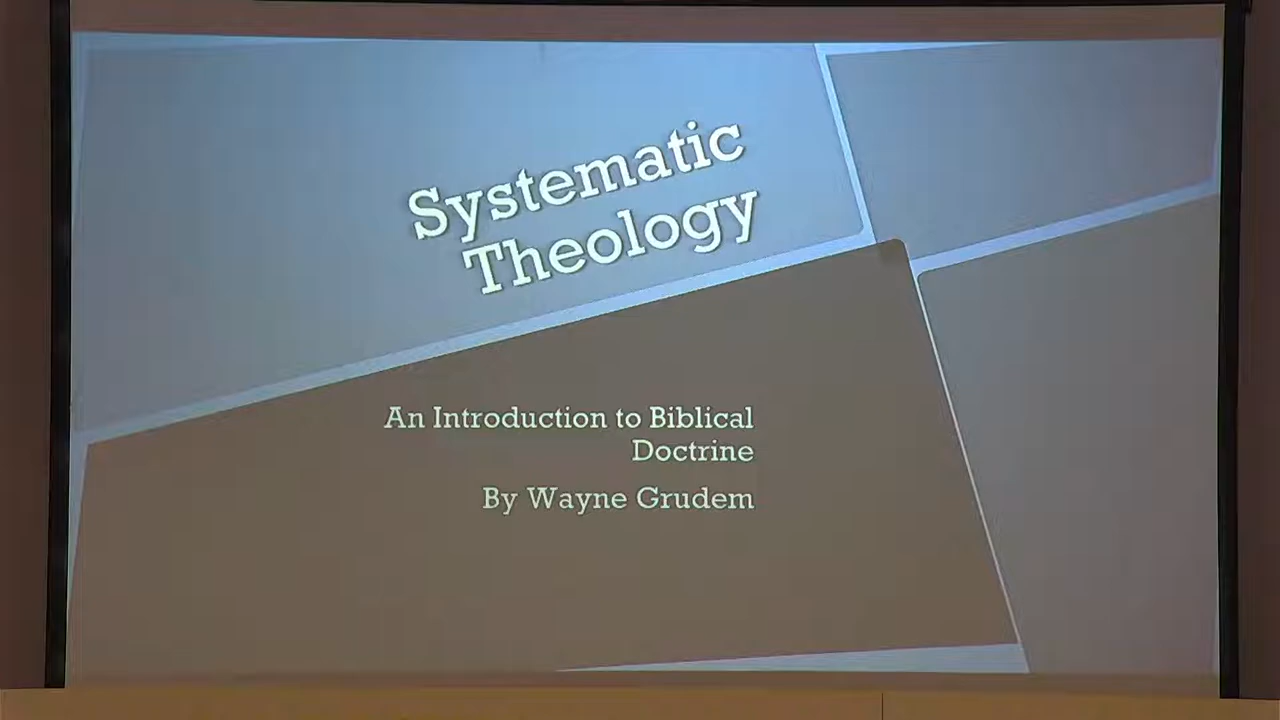 Systematic
Theology
An Introduction to Biblical
Doctrine
By Wayne Grudem